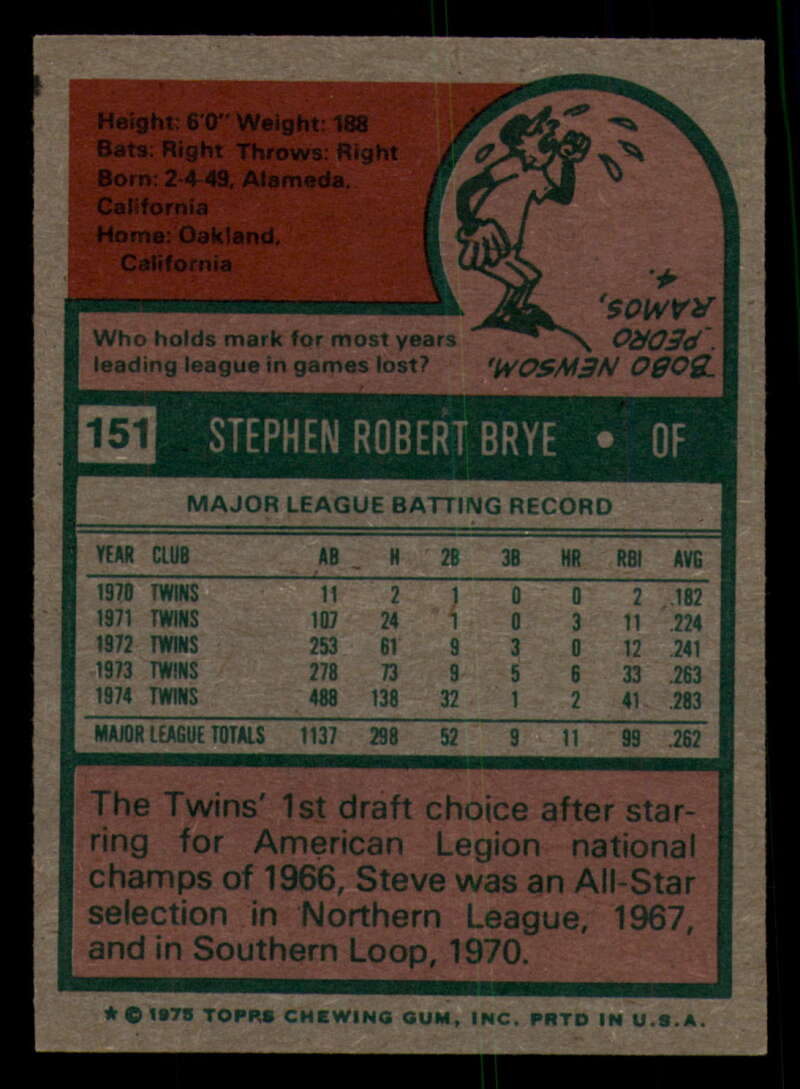 Height: 6'0" Weight: 188
Bats: Right Throws: Right
Born: 2-4-49, Alameda,
California
Home: Oakland,
California
Who holds mark for most years
leading league in games lost?
BOBO NEWSOM,
PEDRO
RAMOS,
4.
151 STEPHEN ROBERT BRYE • OF
MAJOR LEAGUE BATTING RECORD
YEAR CLUB AB H 2B 3B HR RBI AVG
1970 TWINS 11 2 1 0 0 2 .182
1971 TWINS 107 24 1 0 3 11 .224
1972 TWINS 253 61 9 3 0 12 .241
1973 TWINS 278 73 9 5 6 33 .263
1974 TWINS 488 138 32 1 2 41 .283
MAJOR LEAGUE TOTALS 1137 298 52 9 11 99 .262
The Twins' 1st draft choice after star-
ring for American Legion national
champs of 1966, Steve was an All-Star
selection in Northern League, 1967,
and in Southern Loop, 1970.
★ © 1975 TOPPS CHEWING GUM, INC. PRTD IN U.S.A.